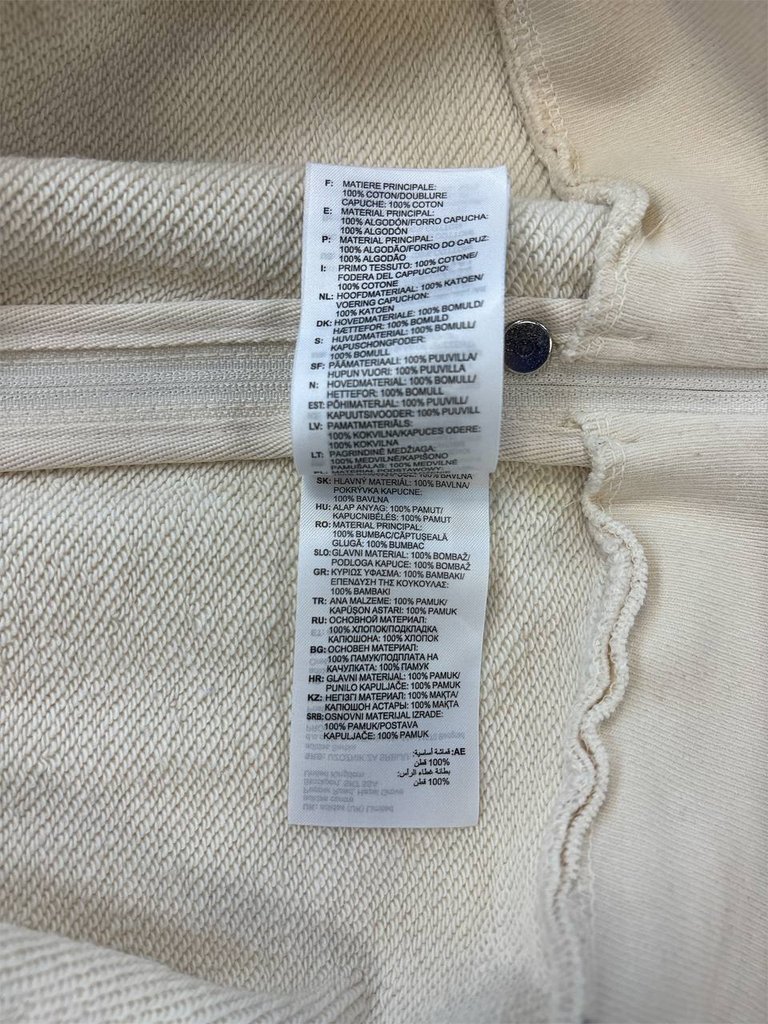 F: MATIERE PRINCIPALE:
100% COTON/DOUBLURE
CAPUCHE: 100% COTON
E: MATERIAL PRINCIPAL:
100% ALGODÓN/FORRO CAPUCHA:
100% ALGODÓN
P: MATERIAL PRINCIPAL:
100% ALGODÃO/FORRO DO CAPUZ:
100% ALGODÃO
I: PRIMO TESSUTO: 100% COTONE/
FODERA DEL CAPPUCCIO:
100% COTONE
NL: HOOFDMATERIAAL: 100% KATOEN/
VOERING CAPUCHON:
100% KATOEN
DK: HOVEDMATERIALE: 100% BOMULD/
HÆTTEFOR: 100% BOMULD
S: HUVUDMATERIAL: 100% BOMULL/
KAPUSCHONGFODER:
100% BOMULL
SF: PÄÄMATERIAALI: 100% PUUVILLA/
HUPUN VUORI: 100% PUUVILLA
N: HOVEDMATERIAL: 100% BOMULL/
HETTEFOR: 100% BOMULL
EST: PÕHIMATERJAL: 100% PUUVILL/
KAPUUTSIVOODER: 100% PUUVILL
LV: PAMATMATERIĀLS:
100% KOKVILNA/KAPUCES ODERE:
100% KOKVILNA
LT: PAGRINDINĖ MEDŽIAGA:
100% MEDVILNĖ/KAPIŠONO
PAMUŠALAS: 100% MEDVILNĖ
PL: MATERIAŁ PODSTAWOWY:
SK: HLAVNÝ MATERIÁL: 100% BAVLNA/
POKRÝVKA KAPUCNE:
100% BAVLNA
HU: ALAP ANYAG: 100% PAMUT/
KAPUCNIBÉLÉS: 100% PAMUT
RO: MATERIAL PRINCIPAL:
100% BUMBAC/CĂPTUȘEALĂ
GLUGĂ: 100% BUMBAC
SLO: GLAVNI MATERIAL: 100% BOMBAŽ/
PODLOGA KAPUCE: 100% BOMBAŽ
GR: ΚΥΡΙΩΣ ΥΦΑΣΜΑ: 100% ΒΑΜΒΑΚΙ/
ΕΠΕΝΔΥΣΗ ΤΗΣ ΚΟΥΚΟΥΛΑΣ:
100% ΒΑΜΒΑΚΙ
TR: ANA MALZEME: 100% PAMUK/
KAPÜŞON ASTARI: 100% PAMUK
RU: ОСНОВНОЙ МАТЕРИАЛ:
100% ХЛОПОК/ПОДКЛАДКА
КАПЮШОНА: 100% ХЛОПОК
BG: ОСНОВЕН МАТЕРИАЛ:
100% ПАМУК/ПОДПЛАТА НА
КАЧУЛКАТА: 100% ПАМУК
HR: GLAVNI MATERIJAL: 100% PAMUK/
PUNILO KAPULJAČE: 100% PAMUK
KZ: НЕГІЗГІ МАТЕРИАЛ: 100% МАҚТА/
КАПЮШОН АСТАРЫ: 100% МАҚТА
SRB: OSNOVNI MATERIJAL IZRADE:
100% PAMUK/POSTAVA
KAPULJAČE: 100% PAMUK
AE: قماشة أساسية:
100% قطن
بطانة غطاء الرأس:
100% قطن